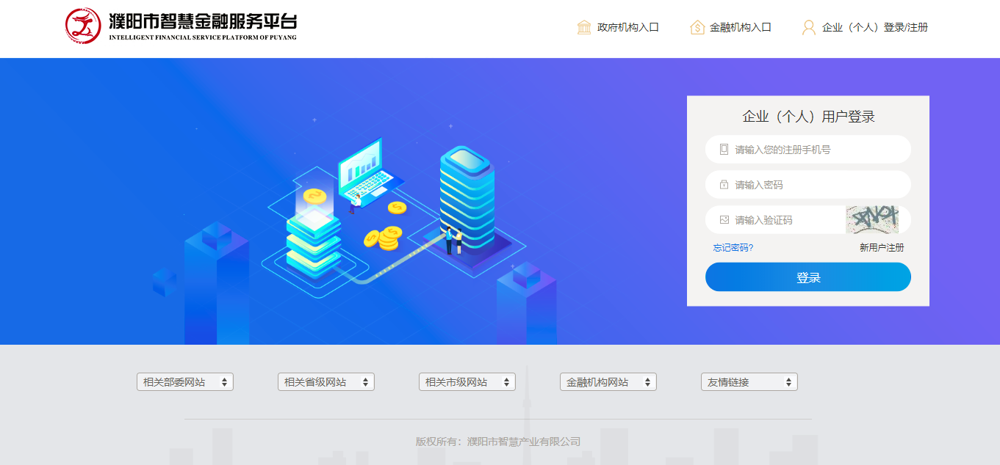 濮阳市智慧金融服务平台
INTELLIGENT FINANCIAL SERVICE PLATFORM OF PUYANG
政府机构入口
金融机构入口
企业（个人）登录/注册
企业（个人）用户登录
请输入您的注册手机号
请输入密码
请输入验证码
忘记密码?
新用户注册
登录
相关部委网站
相关省级网站
相关市级网站
金融机构网站
友情链接
版权所有：濮阳市智慧产业有限公司